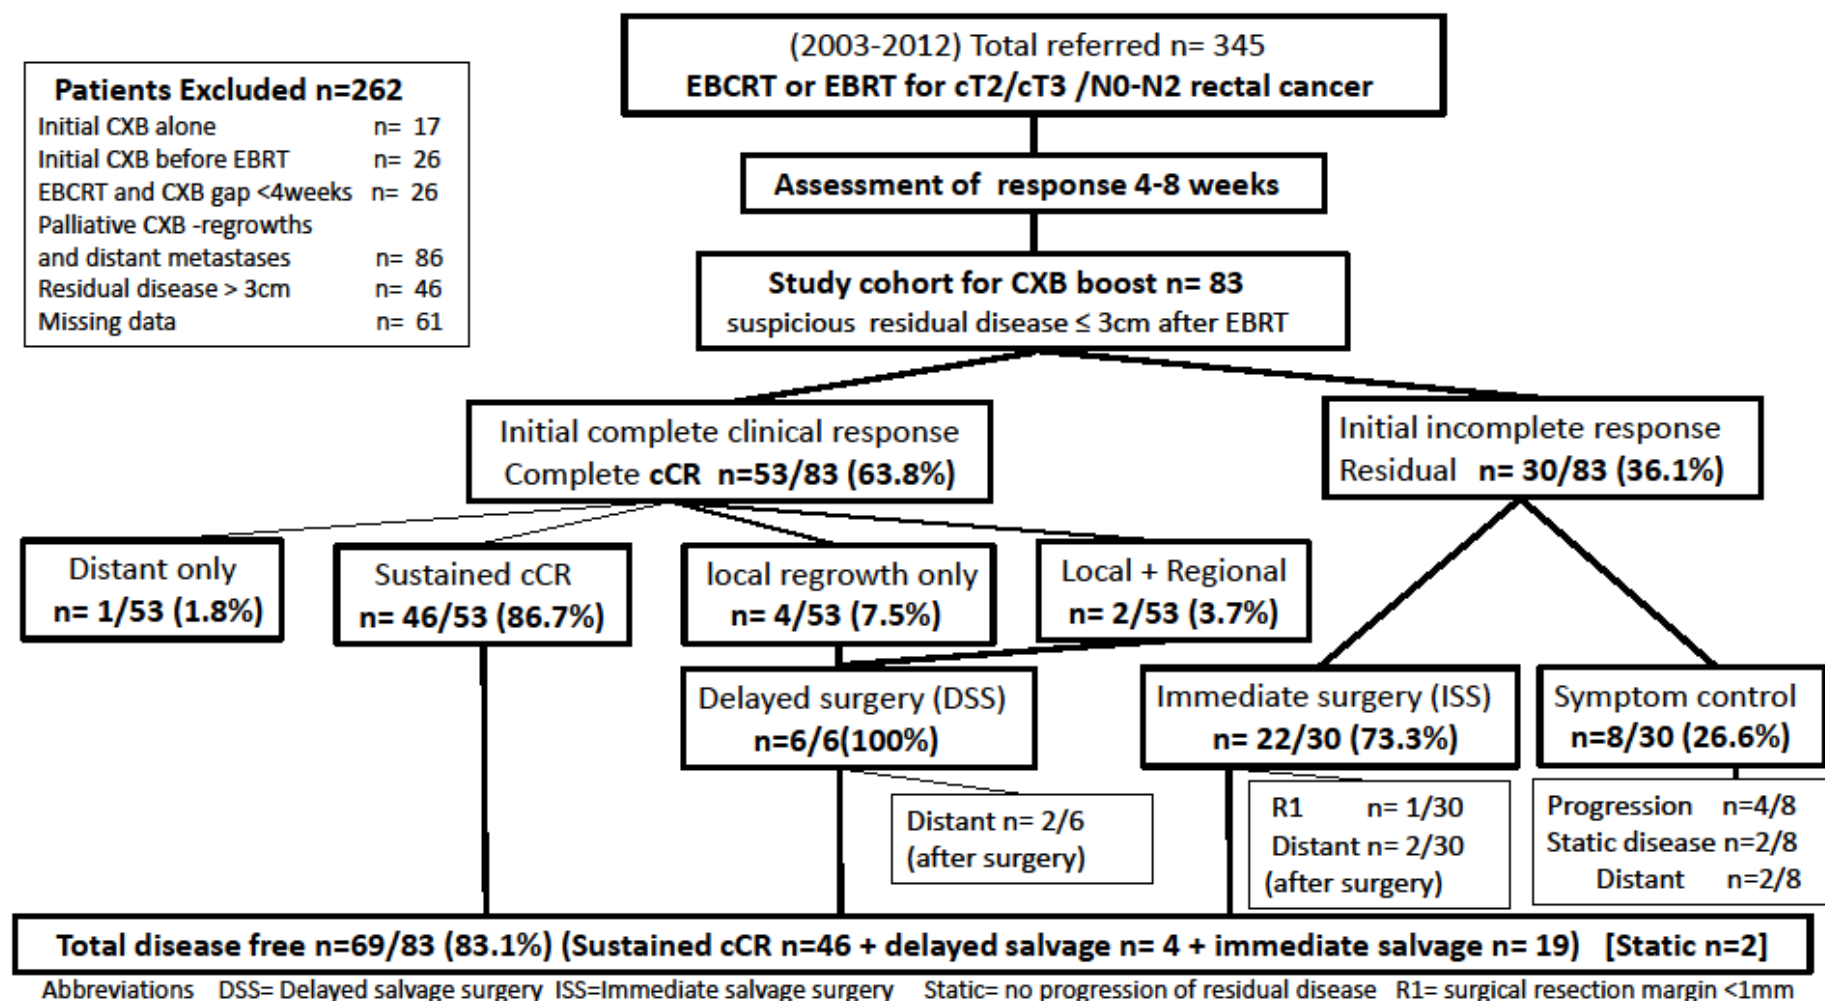 (2003-2012) Total referred n= 345
EBCRT or EBRT for cT2/cT3 /N0-N2 rectal cancer
Patients Excluded n=262
Initial CXB alone n= 17
Initial CXB before EBRT n= 26
EBCRT and CXB gap <4weeks n= 26
Palliative CXB -regrowths
and distant metastases n= 86
Residual disease > 3cm n= 46
Missing data n= 61
Assessment of response 4-8 weeks
Study cohort for CXB boost n= 83
suspicious residual disease ≤ 3cm after EBRT
Initial complete clinical response
Complete cCR n=53/83 (63.8%)
Initial incomplete response
Residual n= 30/83 (36.1%)
Distant only
n= 1/53 (1.8%)
Sustained cCR
n= 46/53 (86.7%)
local regrowth only
n= 4/53 (7.5%)
Local + Regional
n= 2/53 (3.7%)
Delayed surgery (DSS)
n=6/6(100%)
Immediate surgery (ISS)
n= 22/30 (73.3%)
Symptom control
n=8/30 (26.6%)
Distant n= 2/6
(after surgery)
R1 n= 1/30
Distant n= 2/30
(after surgery)
Progression n=4/8
Static disease n=2/8
Distant n=2/8
Total disease free n=69/83 (83.1%) (Sustained cCR n=46 + delayed salvage n= 4 + immediate salvage n= 19) [Static n=2]
Abbreviations DSS= Delayed salvage surgery ISS=Immediate salvage surgery Static= no progression of residual disease R1= surgical resection margin <1mm